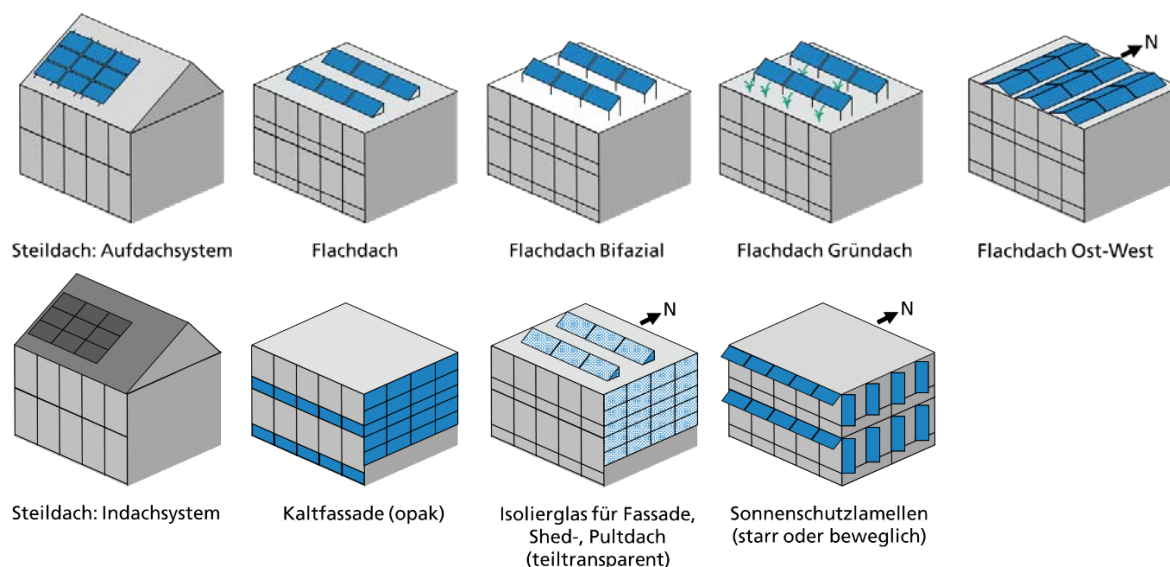 N
Steildach: Aufdachsystem
Flachdach
Flachdach Bifazial
Flachdach Gründach
Flachdach Ost-West
N
N
Steildach: Indachsystem
Kaltfassade (opak)
Isolierglas für Fassade,
Shed-, Pultdach
(teiltransparent)
Sonnenschutzlamellen
(starr oder beweglich)